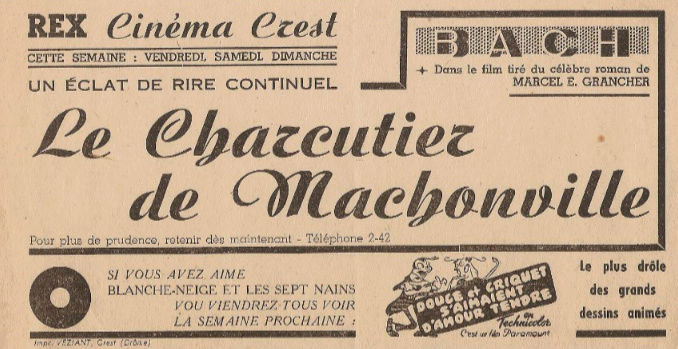 REX Cinéma Crest
CETTE SEMAINE : VENDREDI, SAMEDI, DIMANCHE
UN ÉCLAT DE RIRE CONTINUEL
BACH
Dans le film tiré du célèbre roman de
MARCEL E. GRANCHER
Le Charcutier
de Machonville
Pour plus de prudence, retenir dès maintenant - Téléphone 2-42
SI VOUS AVEZ AIME
BLANCHE-NEIGE ET LES SEPT NAINS
VOU VIENDREZ TOUS VOIR
LA SEMAINE PROCHAINE :
DOUCE M. CRIQUET
S'AIMAIENT
D'AMOUR TENDRE
en
Technicolor
C'est un film Paramount
Le plus drôle
des grands
dessins animés
Impr. VÉZIANT, Crest (Drôme)